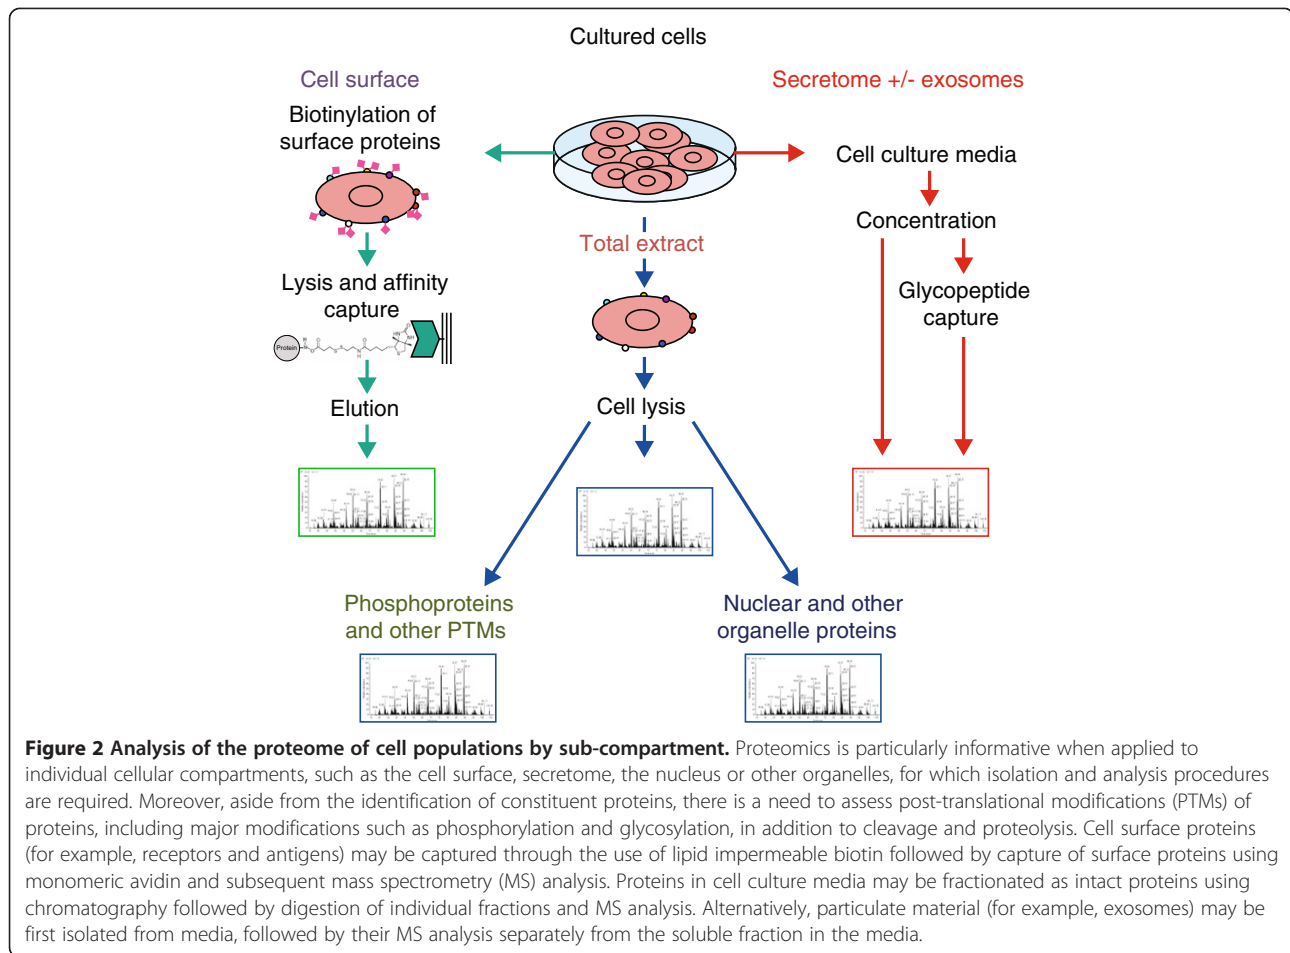 Cultured cells
Cell surface
Secretome +/- exosomes
Biotinylation of
surface proteins
Cell culture media
Concentration
Total extract
Lysis and affinity
capture
Glycopeptide
capture
Protein
Elution
Cell lysis
Phosphoproteins
and other PTMs
Nuclear and other
organelle proteins
Figure 2 Analysis of the proteome of cell populations by sub-compartment. Proteomics is particularly informative when applied to
individual cellular compartments, such as the cell surface, secretome, the nucleus or other organelles, for which isolation and analysis procedures
are required. Moreover, aside from the identification of constituent proteins, there is a need to assess post-translational modifications (PTMs) of
proteins, including major modifications such as phosphorylation and glycosylation, in addition to cleavage and proteolysis. Cell surface proteins
(for example, receptors and antigens) may be captured through the use of lipid impermeable biotin followed by capture of surface proteins using
monomeric avidin and subsequent mass spectrometry (MS) analysis. Proteins in cell culture media may be fractionated as intact proteins using
chromatography followed by digestion of individual fractions and MS analysis. Alternatively, particulate material (for example, exosomes) may be
first isolated from media, followed by their MS analysis separately from the soluble fraction in the media.